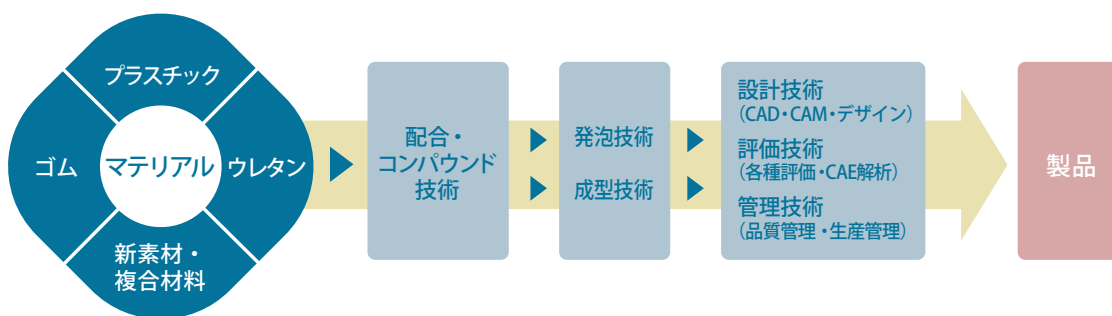 プラスチック
ゴム
マテリアル
ウレタン
新素材・
複合材料
配合・
コンパウンド
技術
発泡技術
成型技術
設計技術
（CAD・CAM・デザイン）
評価技術
（各種評価・CAE解析）
管理技術
（品質管理・生産管理）
製品